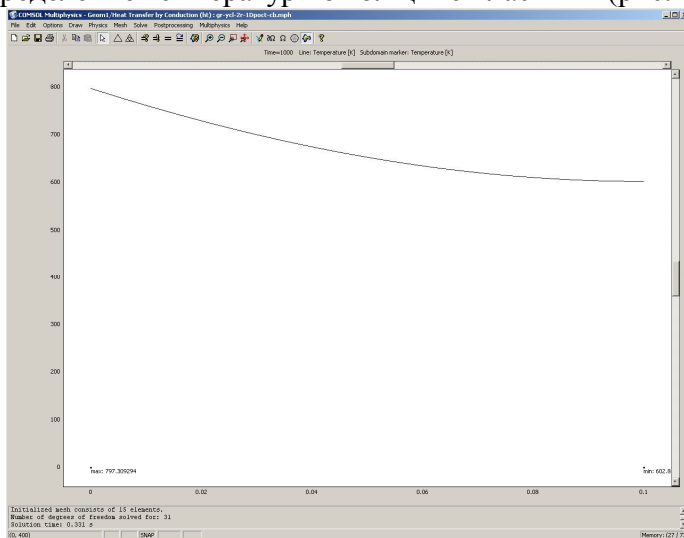 COMSOL Multiphysics - Geom1/Heat Transfer by Conduction (ht) : gr-ycl-2r-1Dpoct-cb.mph
File Edit Options Draw Physics Mesh Solve Postprocessing Multiphysics Help
Time=1000 Line: Temperature [K] Subdomain marker: Temperature [K]
800
700
600
500
400
300
200
100
0
max: 797.309294
min: 602.8
0 0.02 0.04 0.06 0.08 0.1
Initialized mesh consists of 15 elements.
Number of degrees of freedom solved for: 31
Solution time: 0.331 s
(0, 400) SNAP Memory: (27 / 7